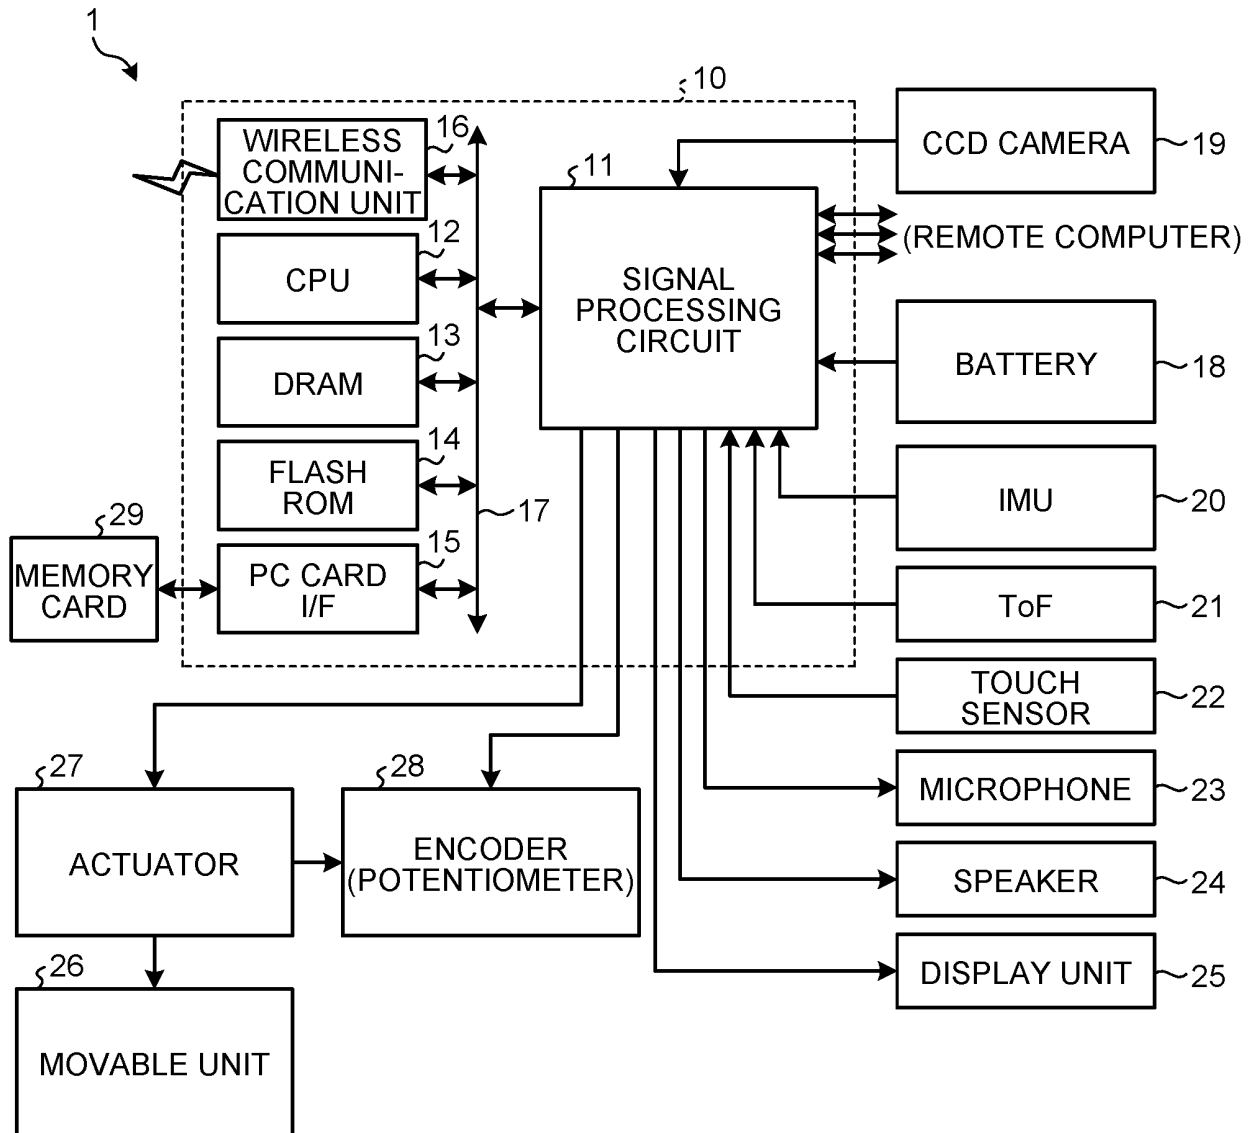 1
10
16
WIRELESS
COMMUNI-
CATION UNIT
12
CPU
13
DRAM
14
FLASH
ROM
15
PC CARD
I/F
17
29
MEMORY
CARD
11
SIGNAL
PROCESSING
CIRCUIT
CCD CAMERA
19
(REMOTE COMPUTER)
BATTERY
18
IMU
20
ToF
21
TOUCH
SENSOR
22
MICROPHONE
23
SPEAKER
24
DISPLAY UNIT
25
27
ACTUATOR
28
ENCODER
(POTENTIOMETER)
26
MOVABLE UNIT